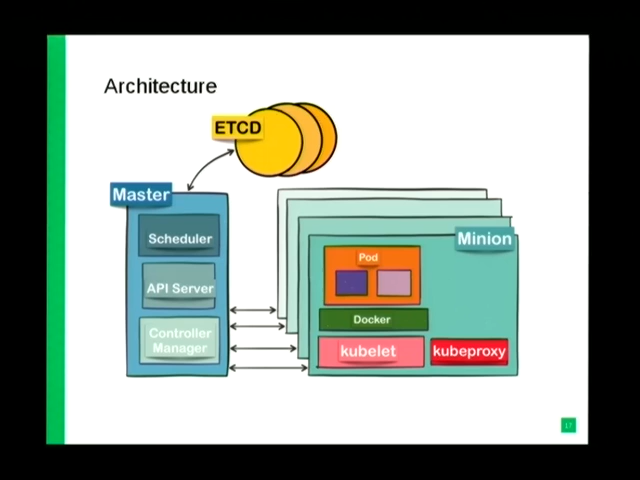 Architecture
ETCD
Master
Scheduler
API Server
Controller
Manager
Minion
Pod
Docker
kubelet
kubeproxy
17